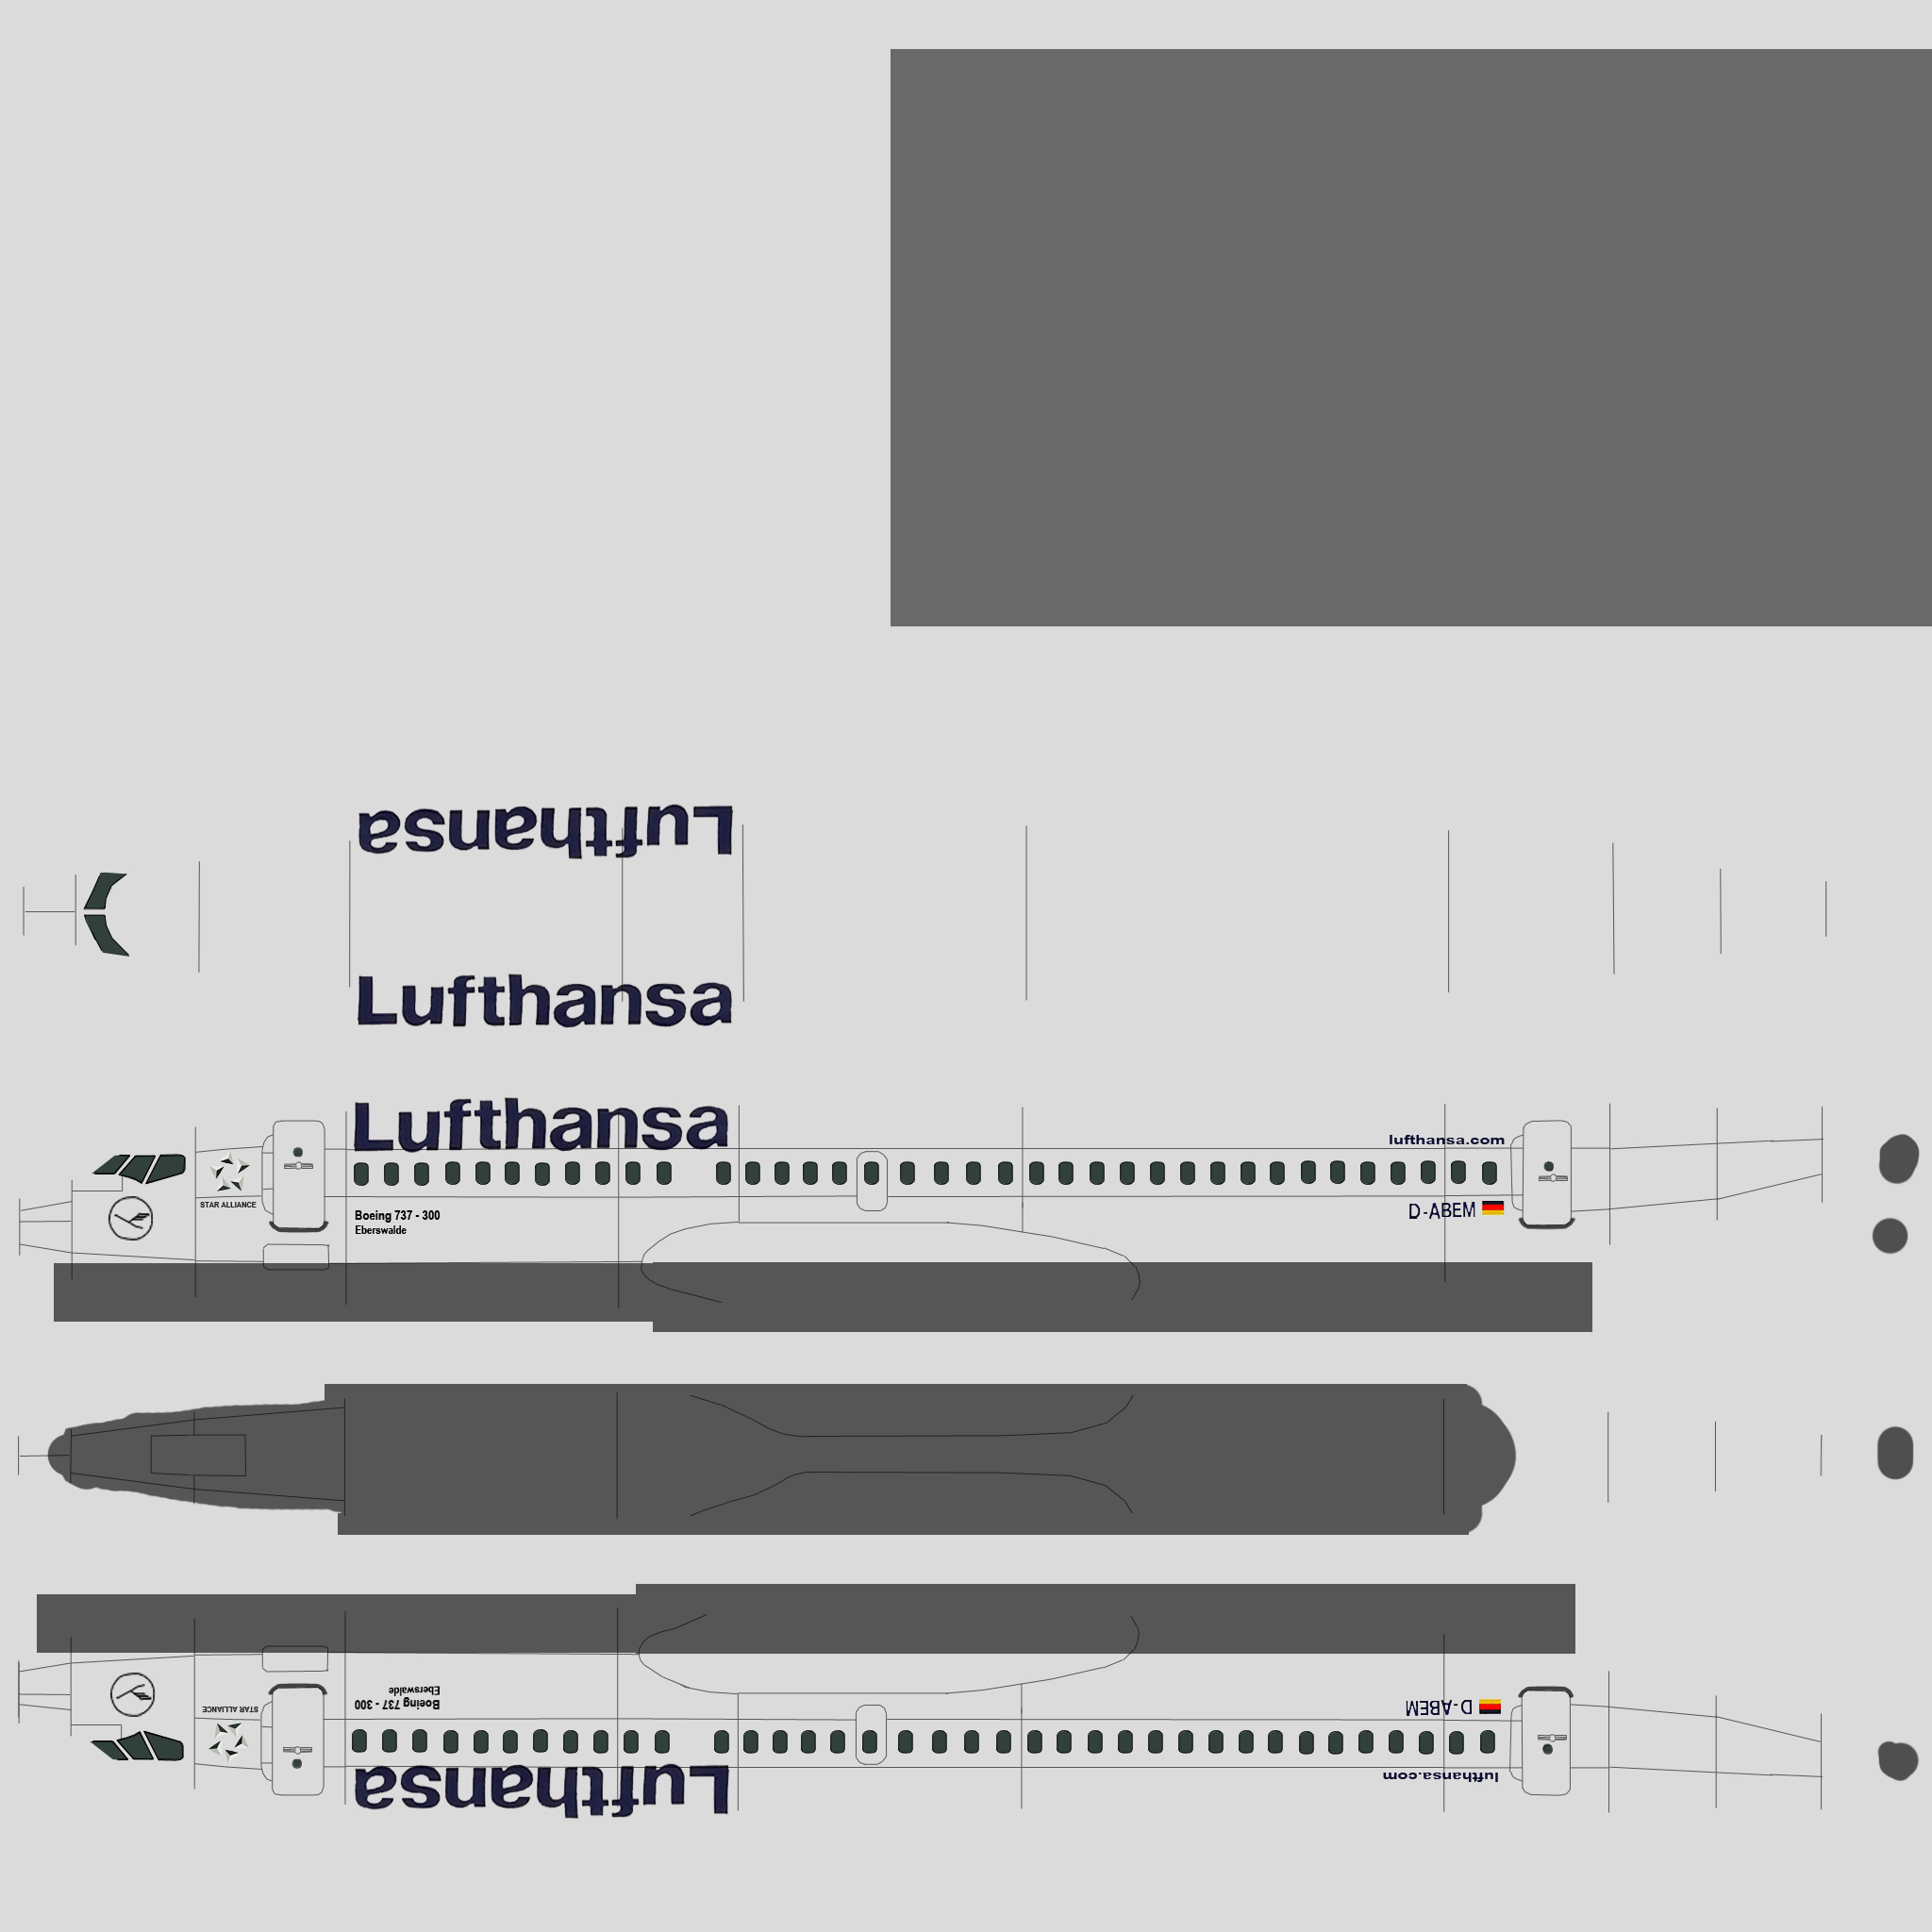 Lufthansa
Lufthansa
Lufthansa
lufthansa.com
STAR ALLIANCE
D-ABEM
Boeing 737 - 300
Eberswalde
Eberswalde
Boeing 737 - 300
D-ABEM
STAR ALLIANCE
Lufthansa
lufthansa.com